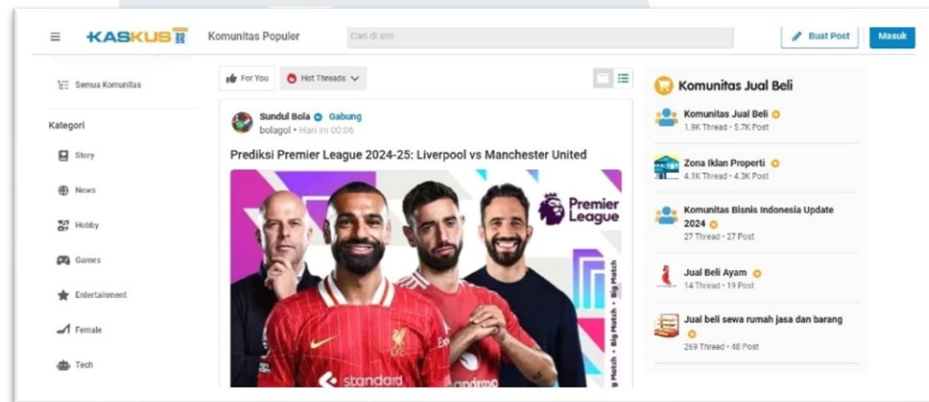 KASKUS
Komunitas Populer
Cari di sini
Buat Post
Masuk
Semua Komunitas
Kategori
Story
News
Hobby
Games
Entertainment
Female
Tech
For You
Hot Threads
Sundul Bola Gabung
bolagol • Hari ini 00:06
Prediksi Premier League 2024-25: Liverpool vs Manchester United
Premier
League
Big Match • Big Match • Big Match
L.F.C.
standard
Komunitas Jual Beli
Komunitas Jual Beli
1.9K Thread • 5.7K Post
Zona Iklan Properti
4.1K Thread • 4.3K Post
Komunitas Bisnis Indonesia Update
2024
27 Thread • 27 Post
Jual Beli Ayam
14 Thread • 19 Post
Jual beli sewa rumah jasa dan barang
269 Thread • 48 Post